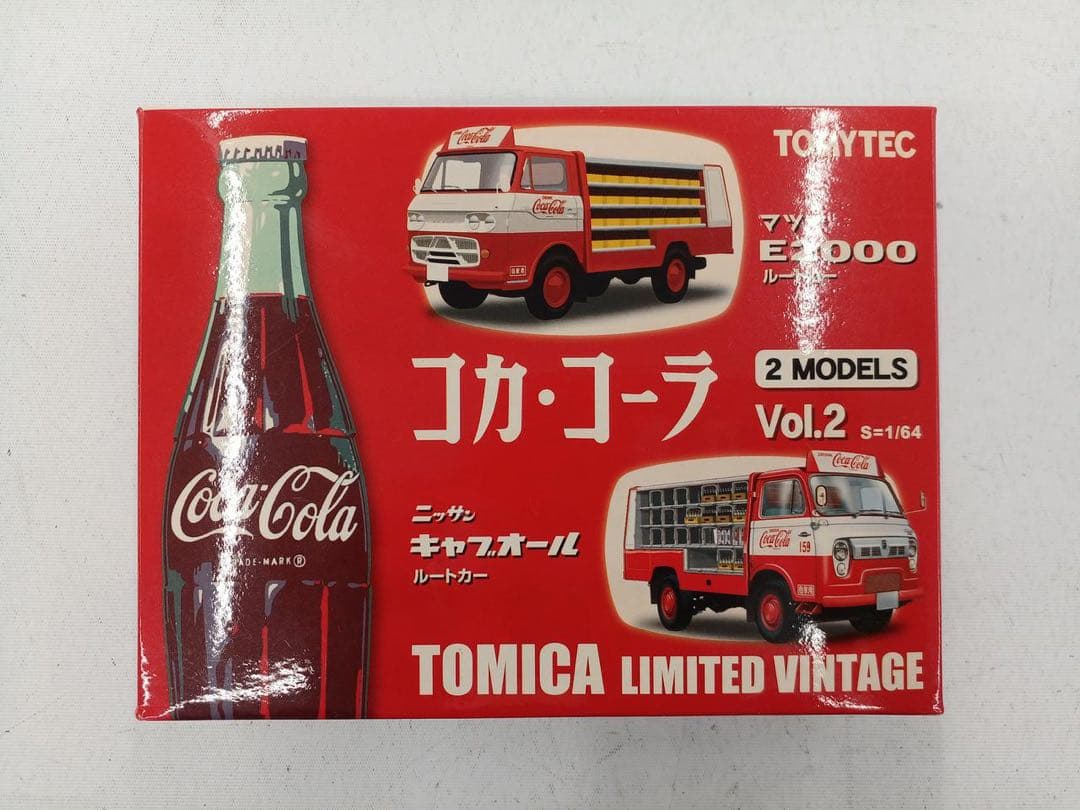 TOMYTEC
マツダ
E2000
ルートカー
Coca-Cola
Coca-Cola
コカ・コーラ
2 MODELS
Vol.2 S=1/64
Coca-Cola
TRADE-MARK®
ニッサン
キャブオール
ルートカー
Coca-Cola
Coca-Cola
159
TOMICA LIMITED VINTAGE